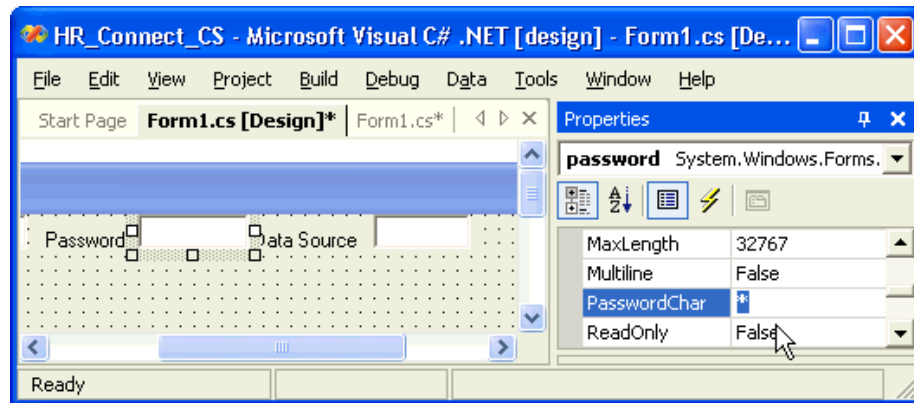 HR_Connect_CS - Microsoft Visual C# .NET [design] - Form1.cs [De...
File Edit View Project Build Debug Data Tools Window Help
Start Page Form1.cs [Design]* Form1.cs*
Properties
password System.Windows.Forms.
Password Data Source
MaxLength 32767
Multiline False
PasswordChar *
ReadOnly False
Ready